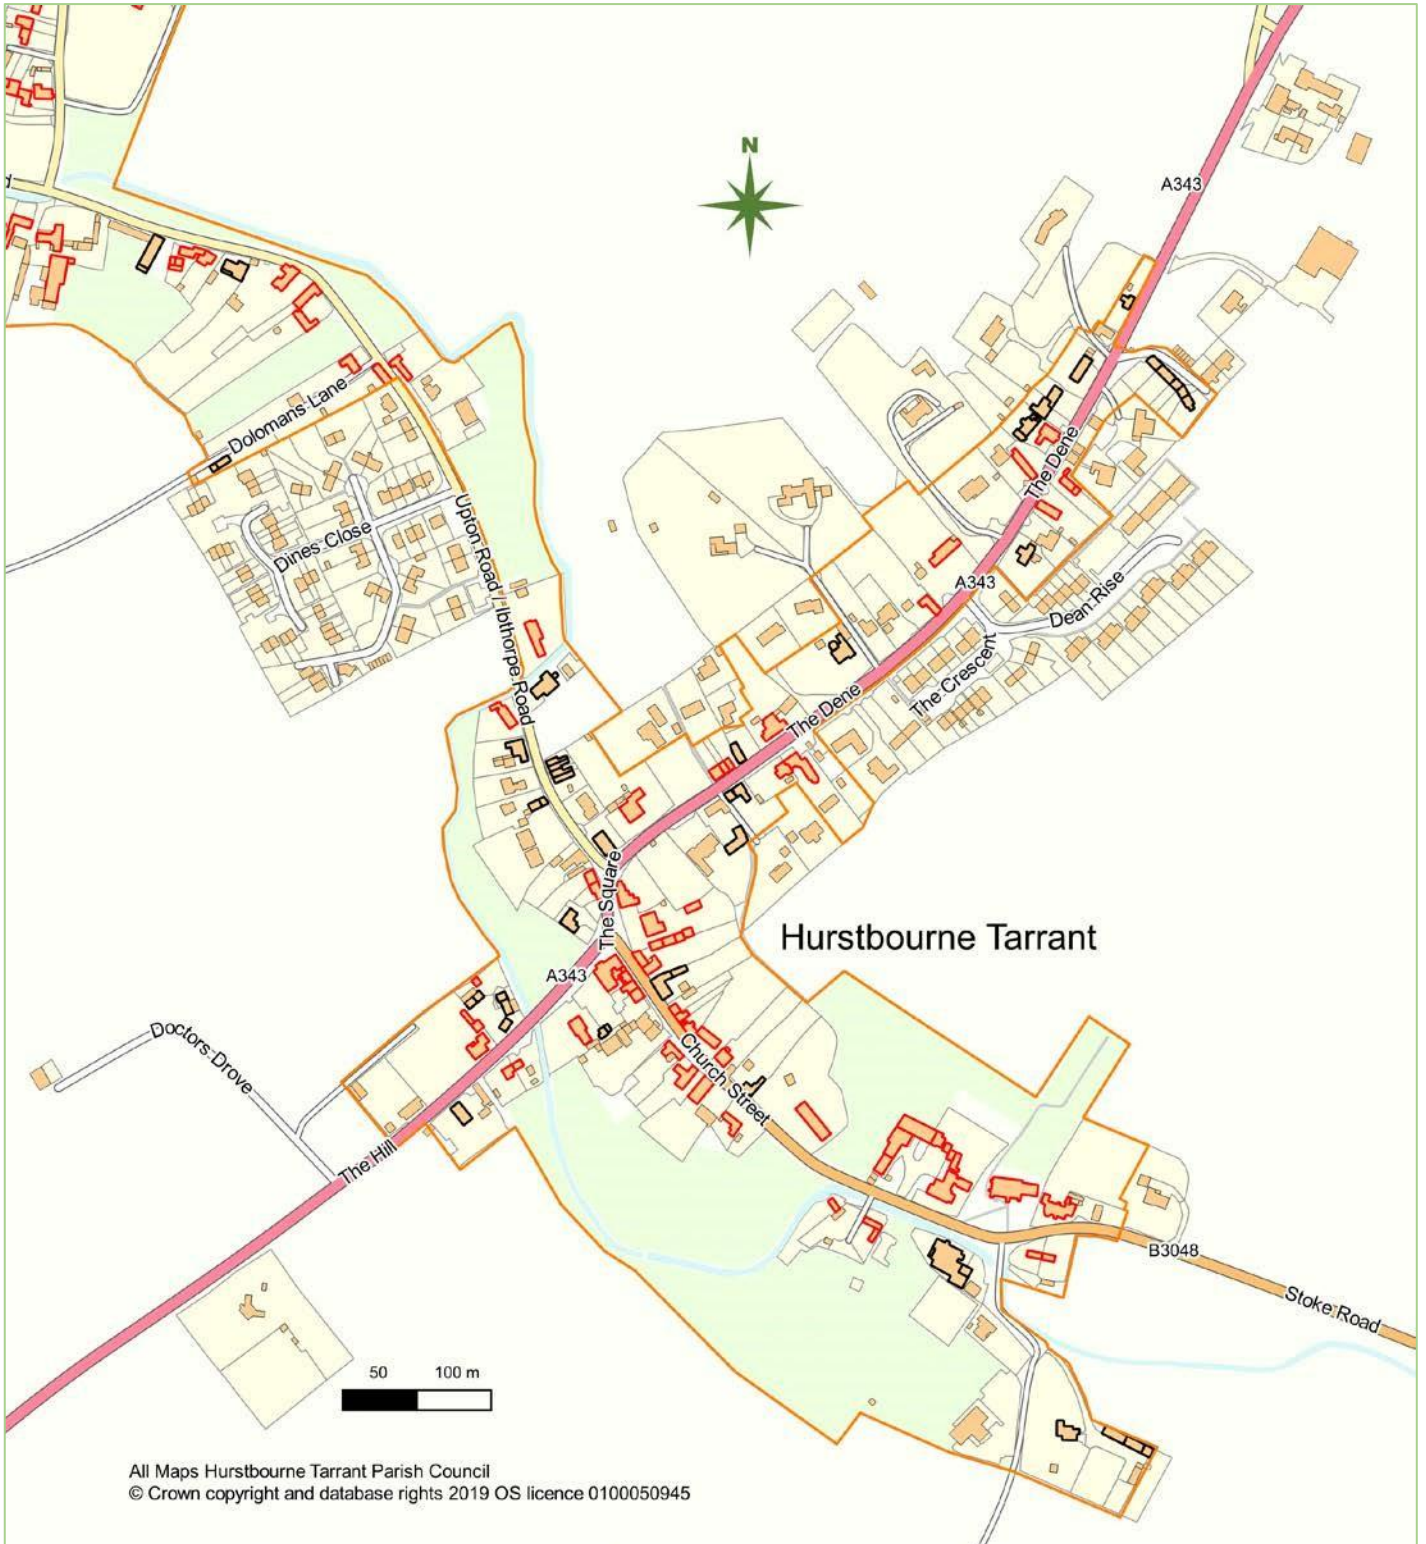 N
A343
Dolomans Lane
The Dene
Dines Close
Upton Road / Ibthorpe Road
A343
Dean Rise
The Crescent
The Dene
The Square
Hurstbourne Tarrant
A343
Doctors Drove
Church Street
The Hill
B3048
Stoke Road
50 100 m
All Maps Hurstbourne Tarrant Parish Council
© Crown copyright and database rights 2019 OS licence 0100050945